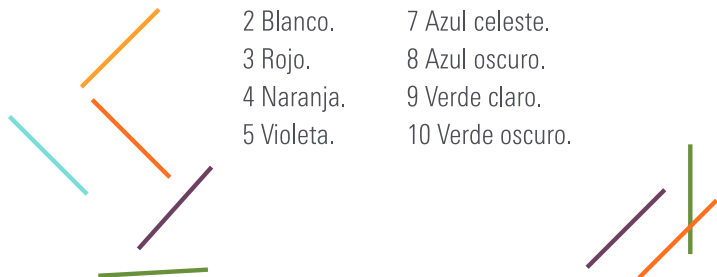 2 Blanco.
3 Rojo.
4 Naranja.
5 Violeta.
7 Azul celeste.
8 Azul oscuro.
9 Verde claro.
10 Verde oscuro.